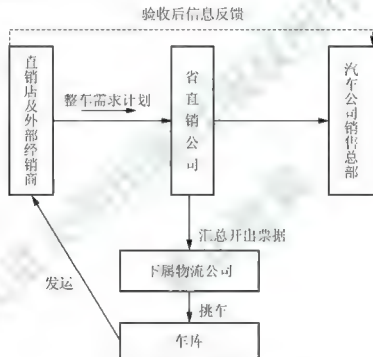 验收后信息反馈
直销店及外部经销商
整车需求计划
省直销公司
汽车公司销售总部
汇总开出票据
下属物流公司
发运
挑车
车库